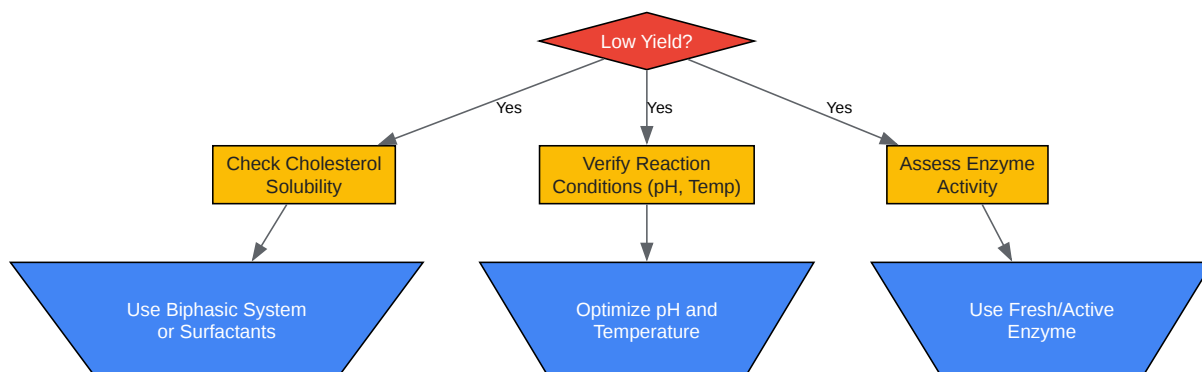 Low Yield?
Yes
Yes
Yes
Check Cholesterol
Solubility
Verify Reaction
Conditions (pH, Temp)
Assess Enzyme
Activity
Use Biphasic System
or Surfactants
Optimize pH and
Temperature
Use Fresh/Active
Enzyme